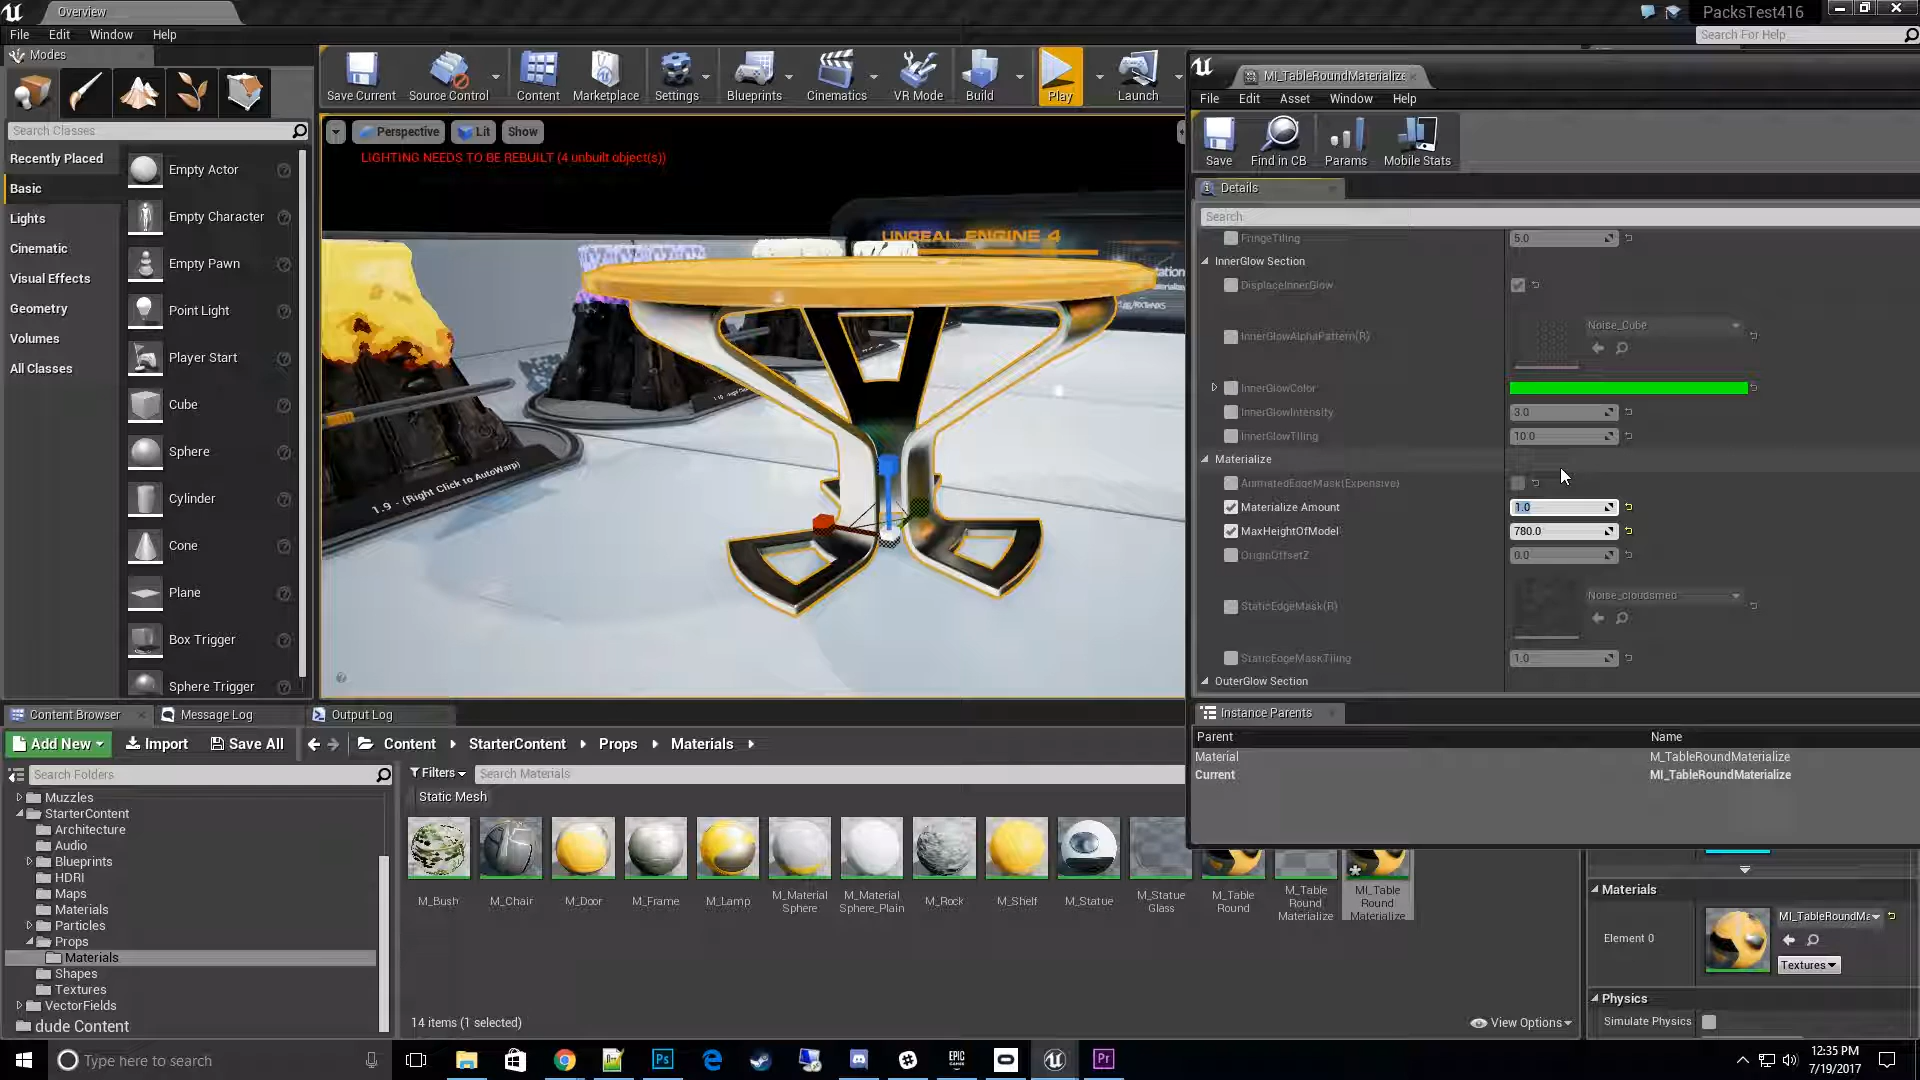 Overview
PacksTest416
File Edit Window Help
Search For Help
Modes
Search Classes
Recently Placed
Basic
Lights
Cinematic
Visual Effects
Geometry
Volumes
All Classes
Empty Actor
Empty Character
Empty Pawn
Point Light
Player Start
Cube
Sphere
Cylinder
Cone
Plane
Box Trigger
Sphere Trigger
Save Current
Source Control
Content
Marketplace
Settings
Blueprints
Cinematics
VR Mode
Build
Play
Launch
Perspective
Lit
Show
LIGHTING NEEDS TO BE REBUILT (4 unbuilt object(s))
UNREAL ENGINE 4
1.9 - (Right Click to AutoWarp)
MI_TableRoundMaterialize
File Edit Asset Window Help
Save
Find in CB
Params
Mobile Stats
Details
Search
FringeTiling 5.0
InnerGlow Section
DisplaceInnerGlow
InnerGlowAlphaPattern(R) Noise_Cube
InnerGlowColor
InnerGlowIntensity 3.0
InnerGlowTiling 10.0
Materialize
AnimatedEdgeMask(Expensive)
Materialize Amount 1.0
MaxHeightOfModel 780.0
OriginOffsetZ 0.0
StaticEdgeMask(R) Noise_cloudsmed
StaticEdgeMaskTiling 1.0
OuterGlow Section
Instance Parents
Parent Name
Material M_TableRoundMaterialize
Current MI_TableRoundMaterialize
Content Browser
Message Log
Output Log
Add New
Import
Save All
Content
StarterContent
Props
Materials
Search Folders
Filters
Search Materials
Static Mesh
Muzzles
StarterContent
Architecture
Audio
Blueprints
HDRI
Maps
Materials
Particles
Props
Materials
Shapes
Textures
VectorFields
dude Content
M_Bush
M_Chair
M_Door
M_Frame
M_Lamp
M_Material
Sphere
M_Material
Sphere_Plain
M_Rock
M_Shelf
M_Statue
M_Statue
Glass
M_Table
Round
M_Table
Round
Materialize
MI_Table
Round
Materialize
14 items (1 selected)
View Options
Materials
Element 0
MI_TableRoundMa
Textures
Physics
Simulate Physics
Type here to search
Ps
EPIC
GAMES
Pr
12:35 PM
7/19/2017